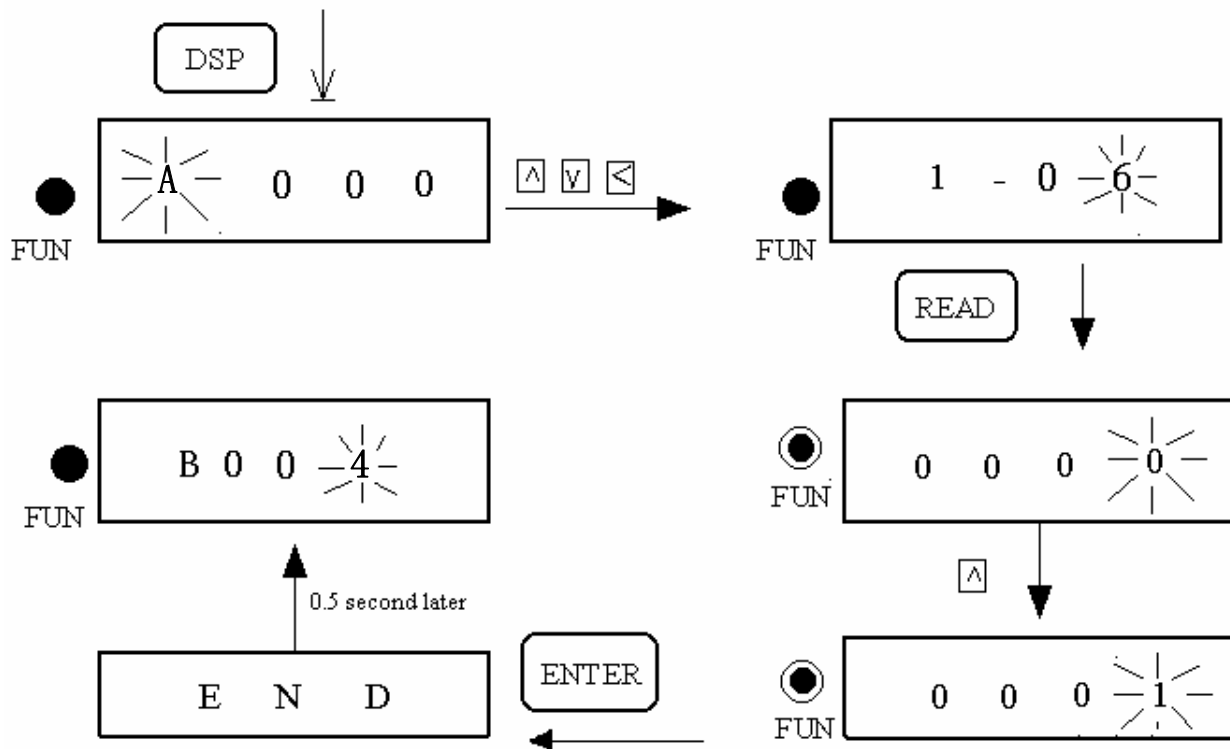 DSP
A 0 0 0
FUN
^ v <
1 - 0 6
FUN
READ
0 0 0 0
FUN
^
0 0 0 1
FUN
ENTER
E N D
0.5 second later
B 0 0 4
FUN